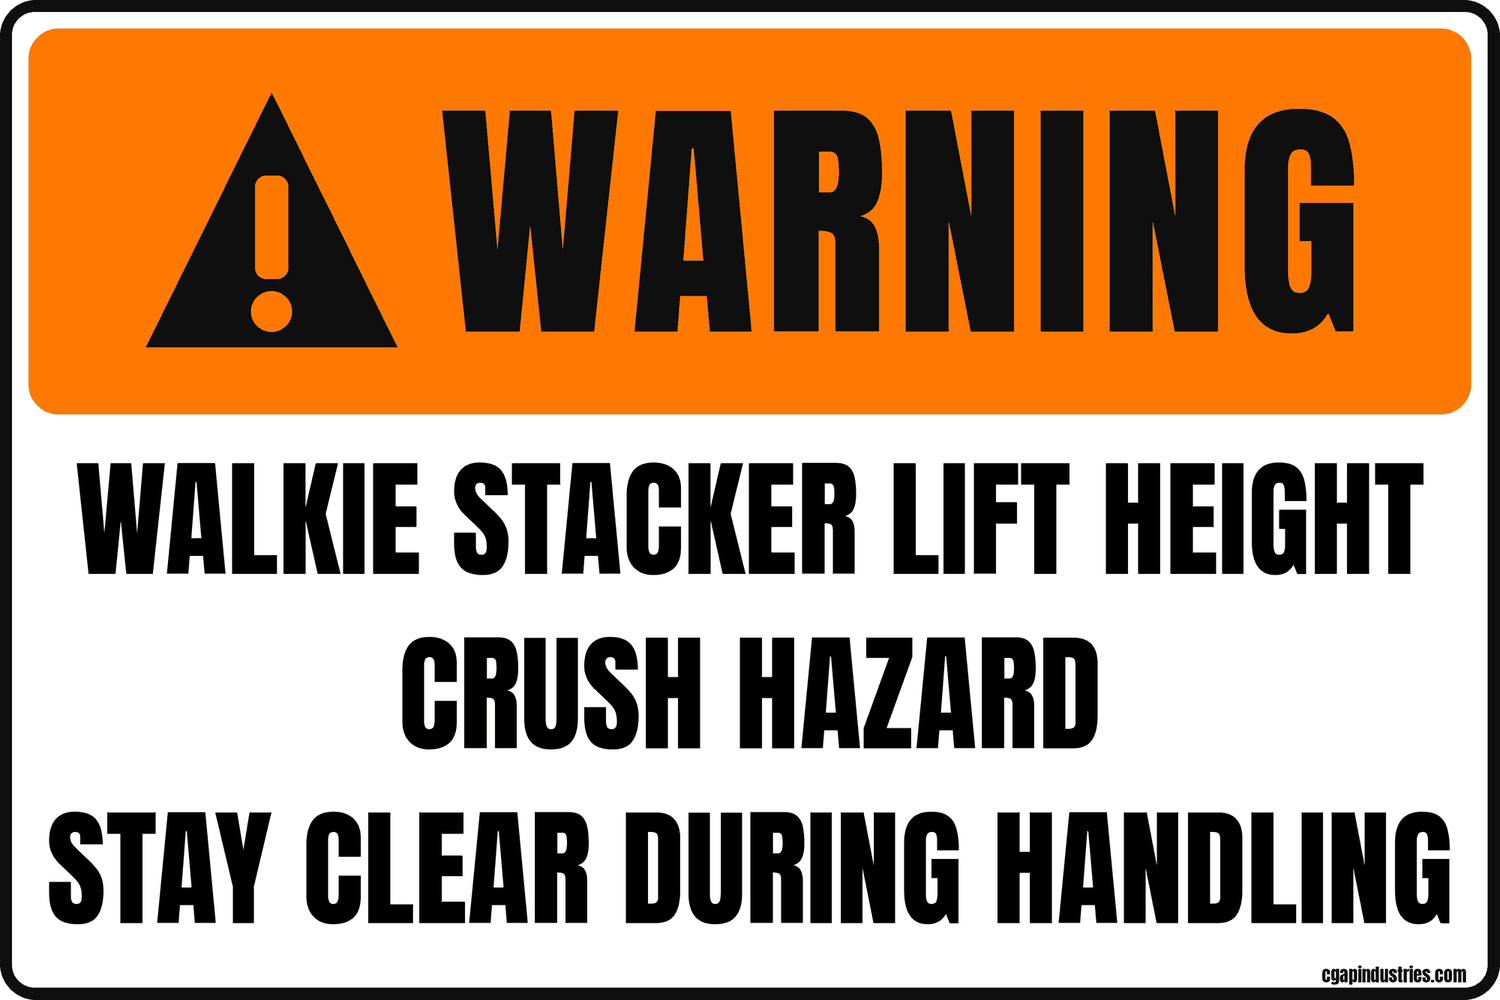 WARNING
WALKIE STACKER LIFT HEIGHT
CRUSH HAZARD
STAY CLEAR DURING HANDLING
cgapindustries.com